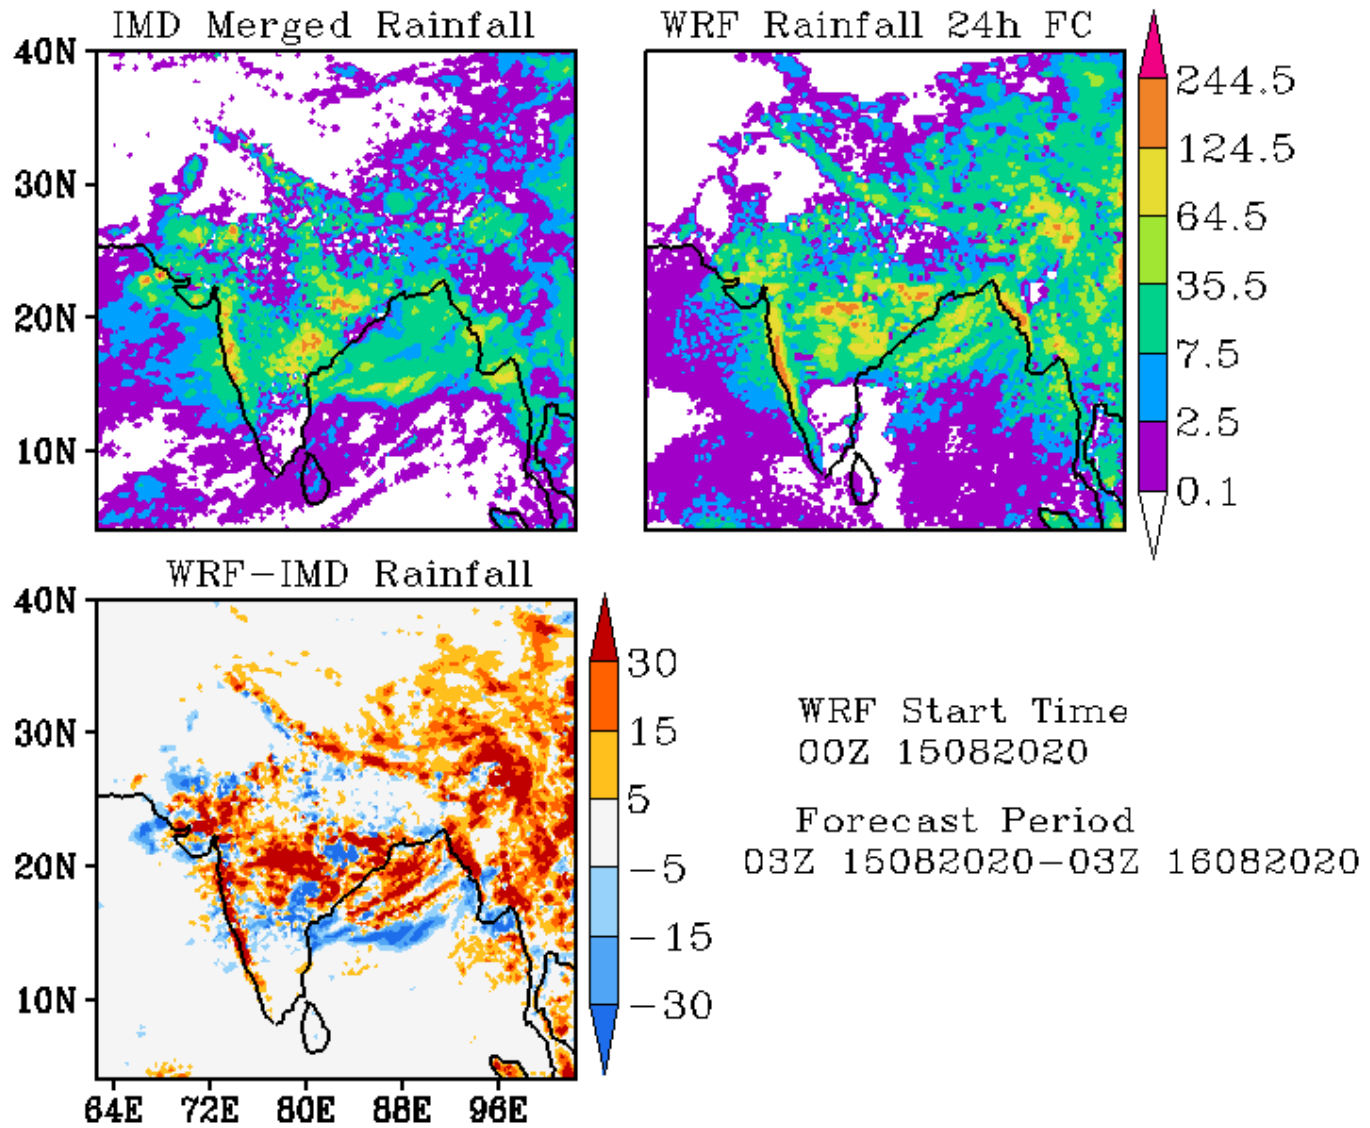 IMD Merged Rainfall
WRF Rainfall 24h FC
40N
30N
20N
10N
244.5
124.5
64.5
35.5
7.5
2.5
0.1
WRF-IMD Rainfall
40N
30N
20N
10N
64E 72E 80E 88E 96E
30
15
5
-5
-15
-30
WRF Start Time
00Z 15082020
Forecast Period
03Z 15082020-03Z 16082020